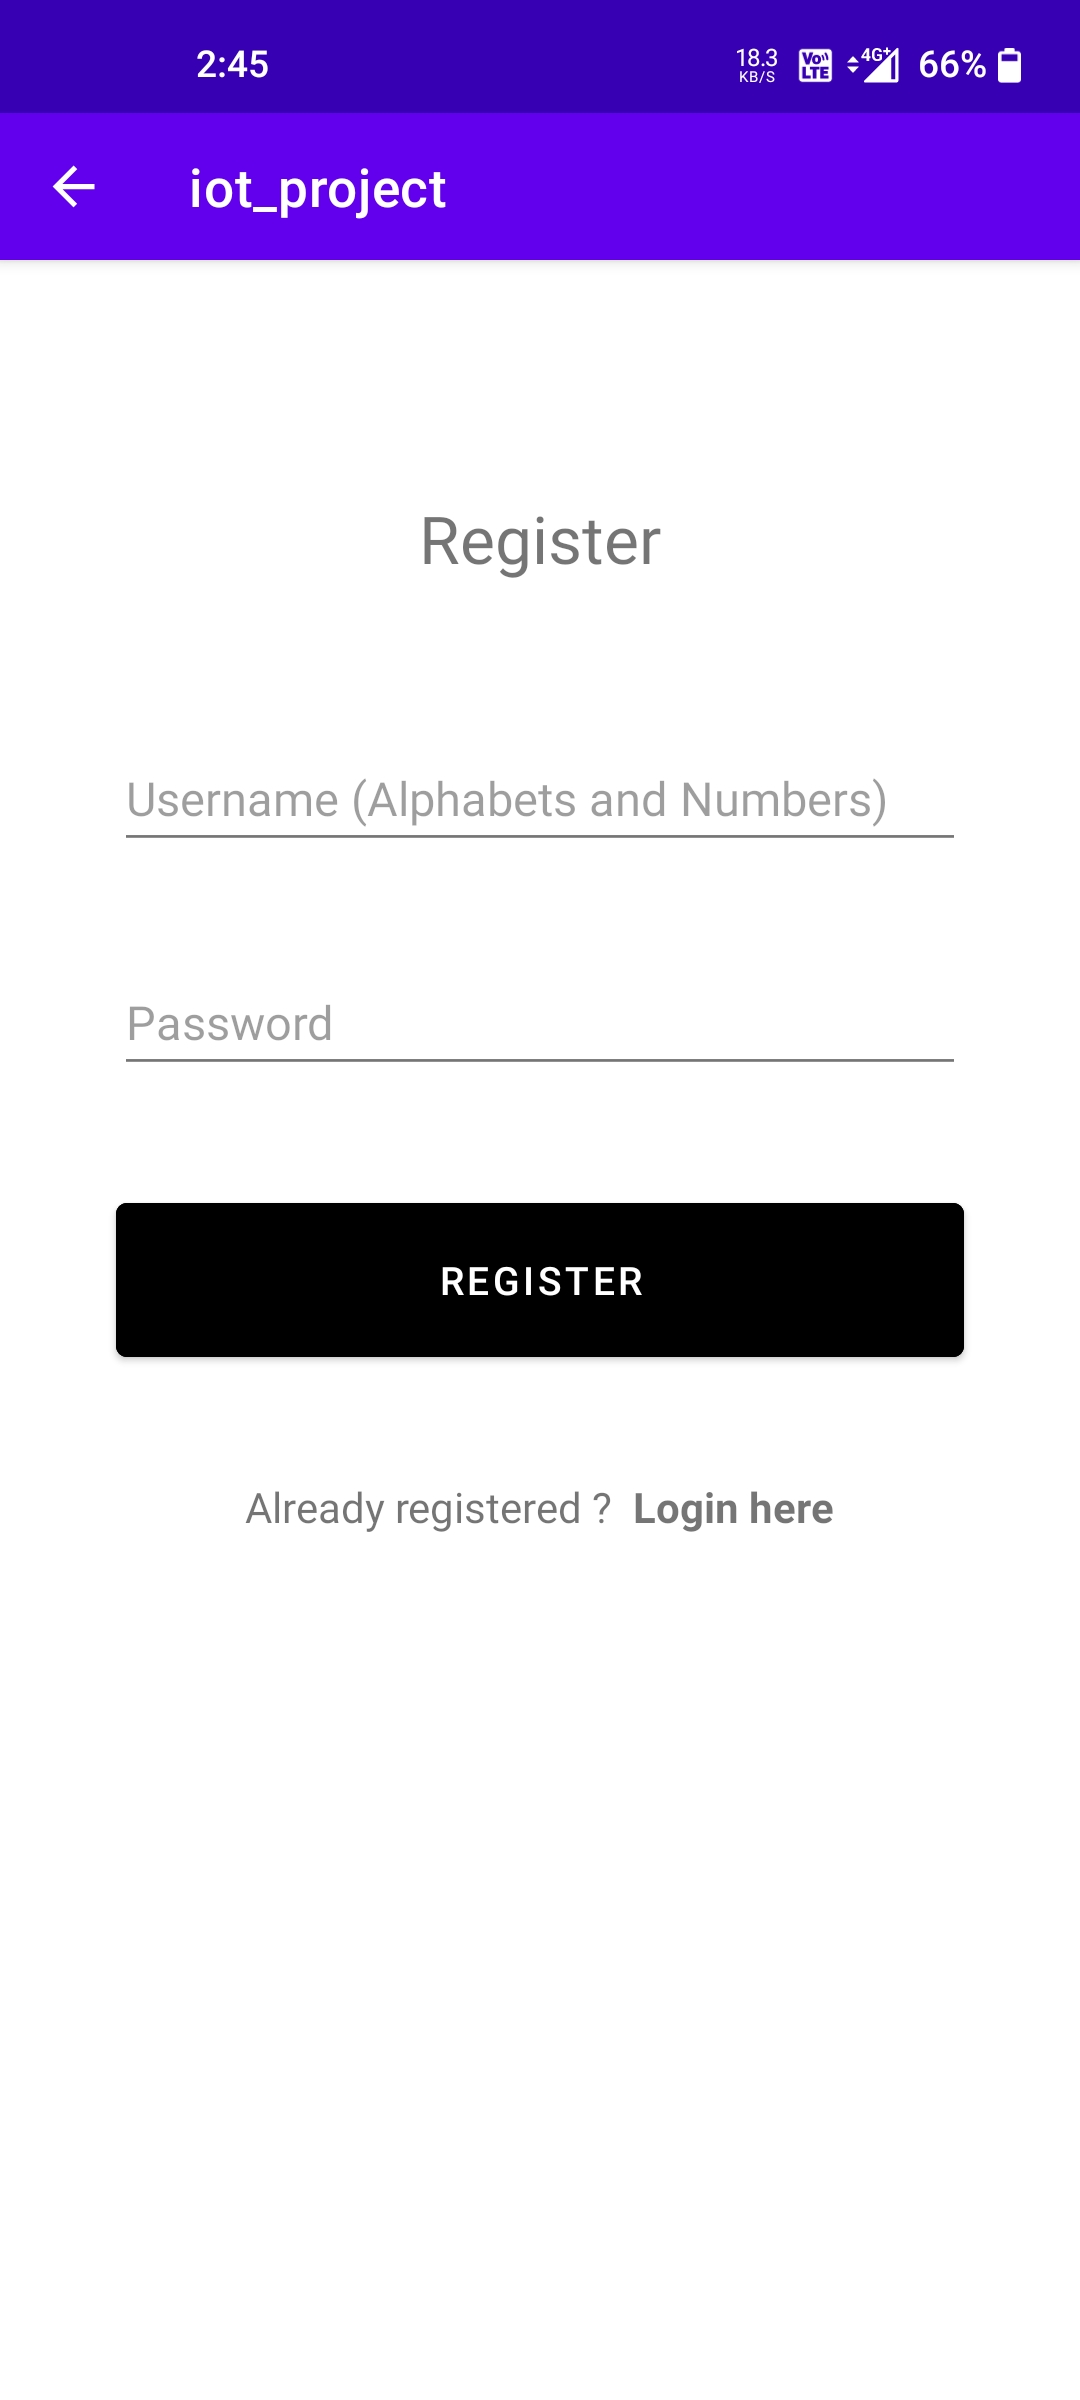 2:45
18.3
KB/S
Vo))
LTE
4G+
66%
iot_project
Register
Username (Alphabets and Numbers)
Password
REGISTER
Already registered ? Login here